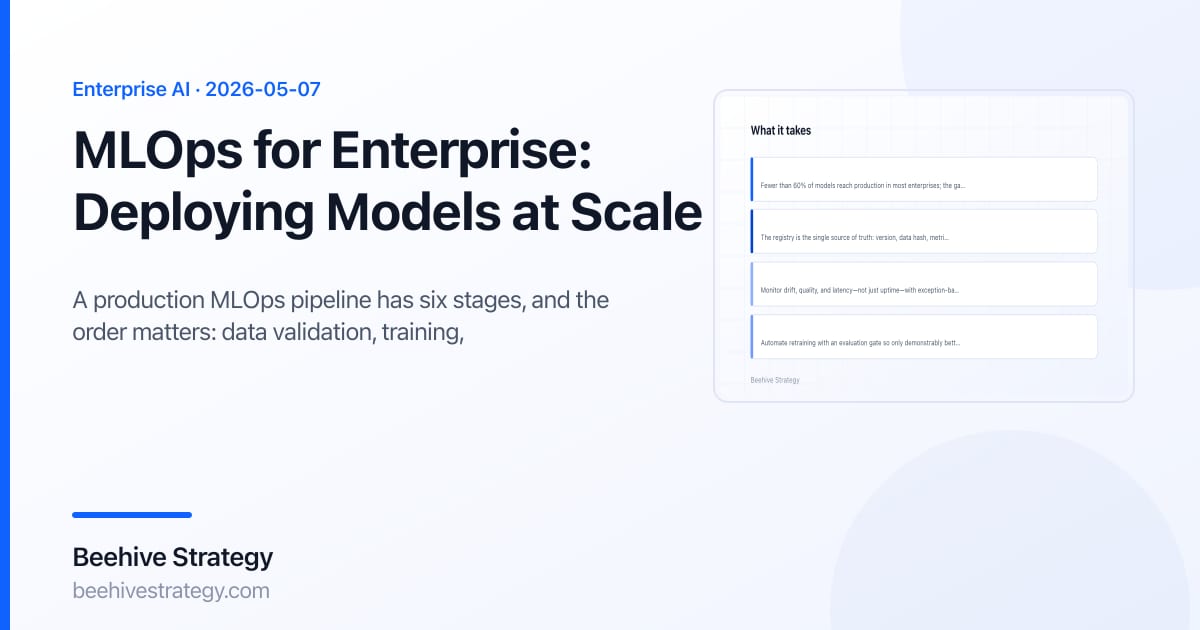 Enterprise AI · 2026-05-07
MLOps for Enterprise:
Deploying Models at Scale
A production MLOps pipeline has six stages, and the
order matters: data validation, training,
What it takes
Fewer than 60% of models reach production in most enterprises; the ga...
The registry is the single source of truth: version, data hash, metri...
Monitor drift, quality, and latency—not just uptime—with exception-ba...
Automate retraining with an evaluation gate so only demonstrably bett...
Beehive Strategy
Beehive Strategy
beehivestrategy.com